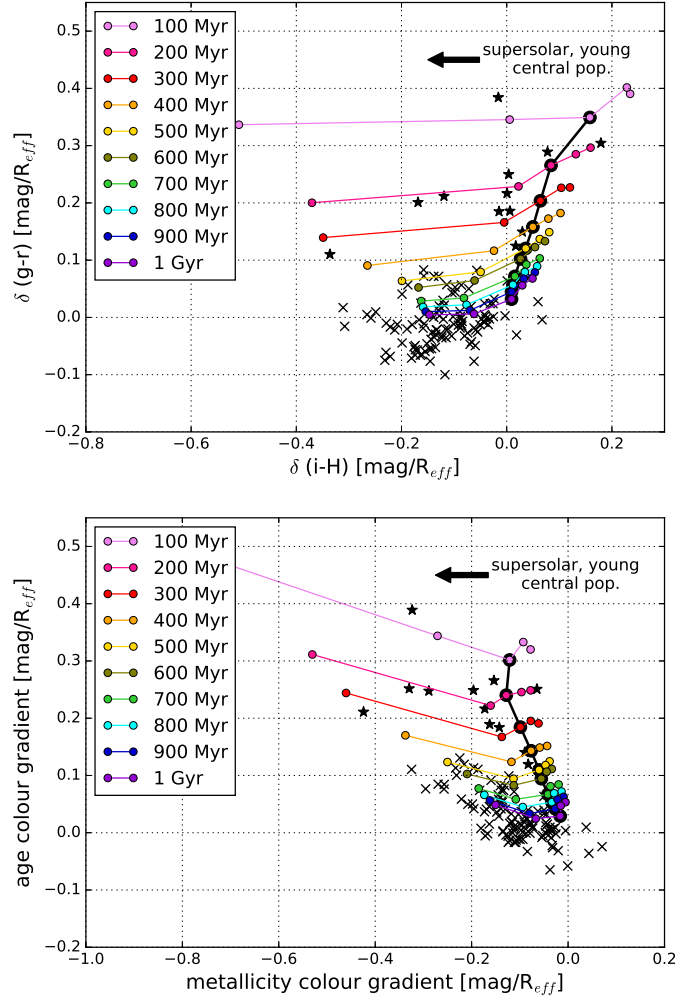 0.5
0.4
0.3
0.2
0.1
0.0
−0.1
−0.2
δ (g-r) [mag/R_eff]
100 Myr
200 Myr
300 Myr
400 Myr
500 Myr
600 Myr
700 Myr
800 Myr
900 Myr
1 Gyr
supersolar, young
central pop.
−0.8 −0.6 −0.4 −0.2 0.0 0.2
δ (i-H) [mag/R_eff]
0.5
0.4
0.3
0.2
0.1
0.0
−0.1
−0.2
age colour gradient [mag/R_eff]
100 Myr
200 Myr
300 Myr
400 Myr
500 Myr
600 Myr
700 Myr
800 Myr
900 Myr
1 Gyr
supersolar, young
central pop.
−1.0 −0.8 −0.6 −0.4 −0.2 0.0 0.2
metallicity colour gradient [mag/R_eff]